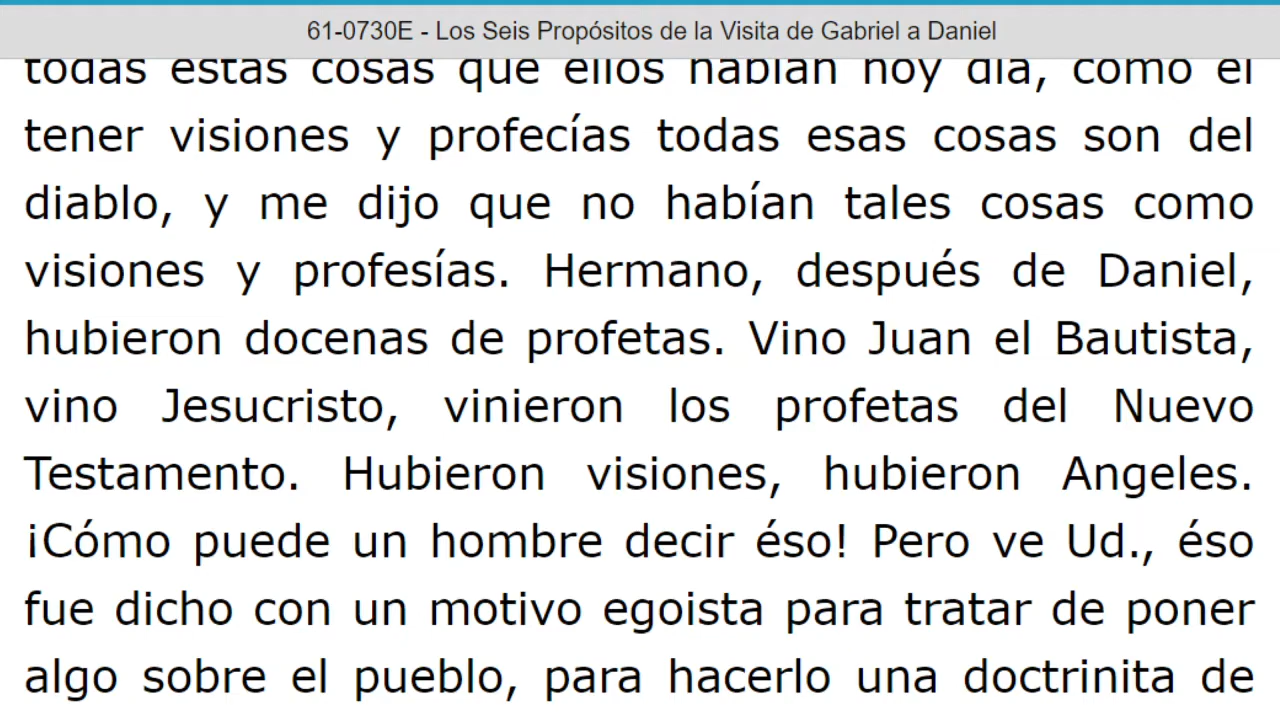 61-0730E - Los Seis Propósitos de la Visita de Gabriel a Daniel
todas estas cosas que ellos habían hoy día, como el
tener visiones y profecías todas esas cosas son del
diablo, y me dijo que no habían tales cosas como
visiones y profesías. Hermano, después de Daniel,
hubieron docenas de profetas. Vino Juan el Bautista,
vino Jesucristo, vinieron los profetas del Nuevo
Testamento. Hubieron visiones, hubieron Angeles.
¡Cómo puede un hombre decir éso! Pero ve Ud., éso
fue dicho con un motivo egoista para tratar de poner
algo sobre el pueblo, para hacerlo una doctrinita de